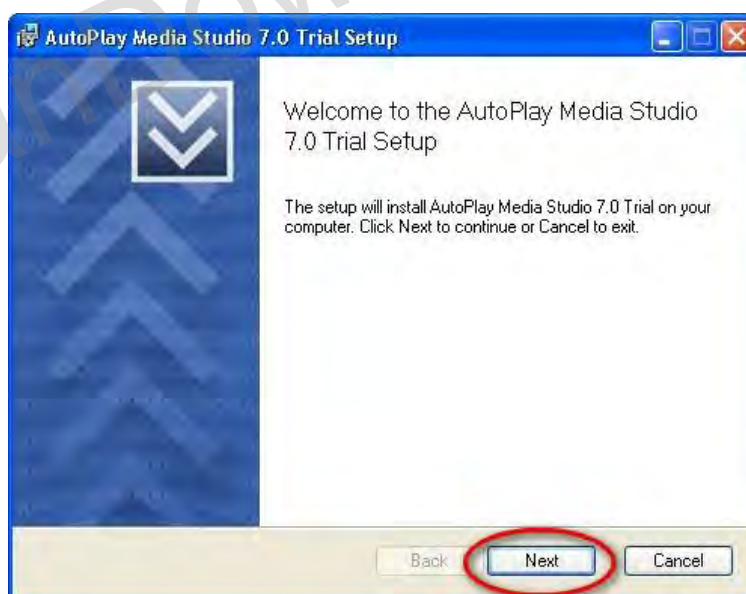 AutoPlay Media Studio 7.0 Trial Setup
Welcome to the AutoPlay Media Studio
7.0 Trial Setup
The setup will install AutoPlay Media Studio 7.0 Trial on your
computer. Click Next to continue or Cancel to exit.
Back Next Cancel